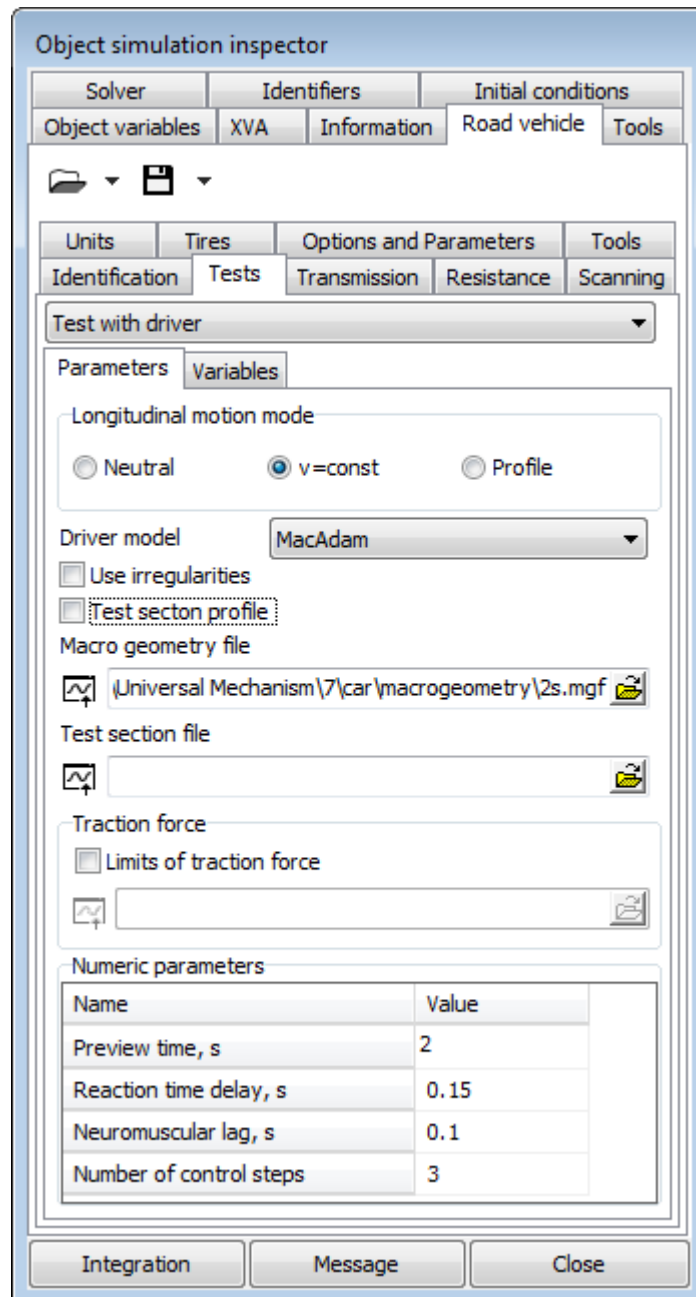 Object simulation inspector
Solver Identifiers Initial conditions
Object variables XVA Information Road vehicle Tools
Units Tires Options and Parameters Tools
Identification Tests Transmission Resistance Scanning
Test with driver
Parameters Variables
Longitudinal motion mode
Neutral v=const Profile
Driver model MacAdam
Use irregularities
Test secton profile
Macro geometry file
\Universal Mechanism\7\car\macrogeometry\2s.mgf
Test section file
Traction force
Limits of traction force
Numeric parameters
Name Value
Preview time, s 2
Reaction time delay, s 0.15
Neuromuscular lag, s 0.1
Number of control steps 3
Integration Message Close